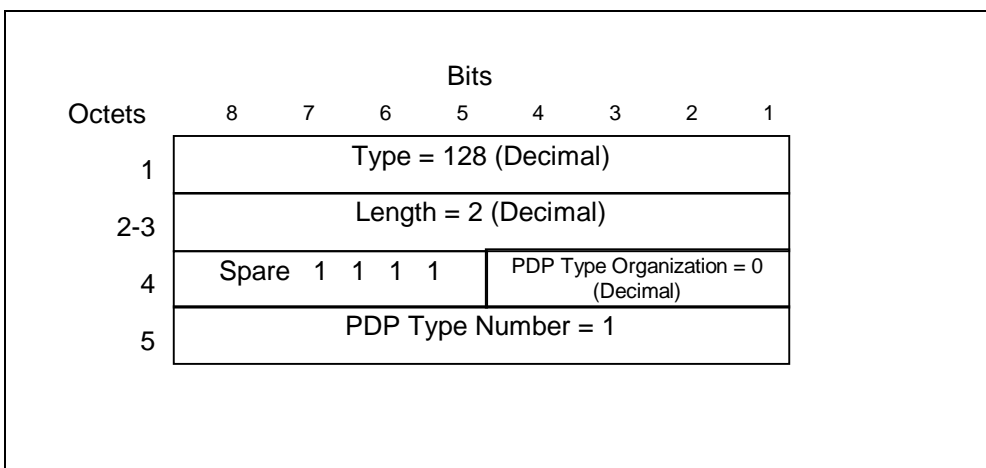 Bits
Octets 8 7 6 5 4 3 2 1
1 Type = 128 (Decimal)
2-3 Length = 2 (Decimal)
4 Spare 1 1 1 1 PDP Type Organization = 0
(Decimal)
5 PDP Type Number = 1